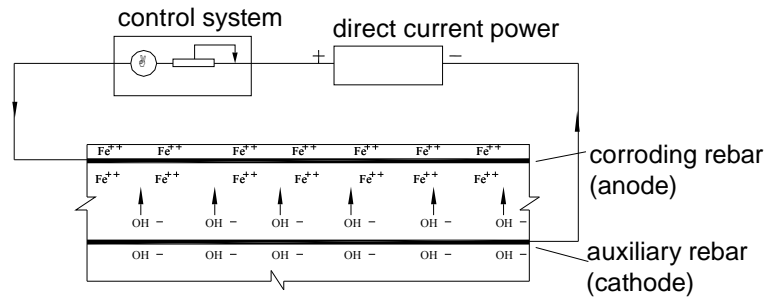 control system
direct current power
+ −
Fe++ Fe++ Fe++ Fe++ Fe++ Fe++ Fe++
Fe++ Fe++ Fe++ Fe++ Fe++ Fe++ Fe++
corroding rebar
(anode)
OH − OH − OH − OH − OH − OH −
OH − OH − OH − OH − OH − OH −
auxiliary rebar
(cathode)